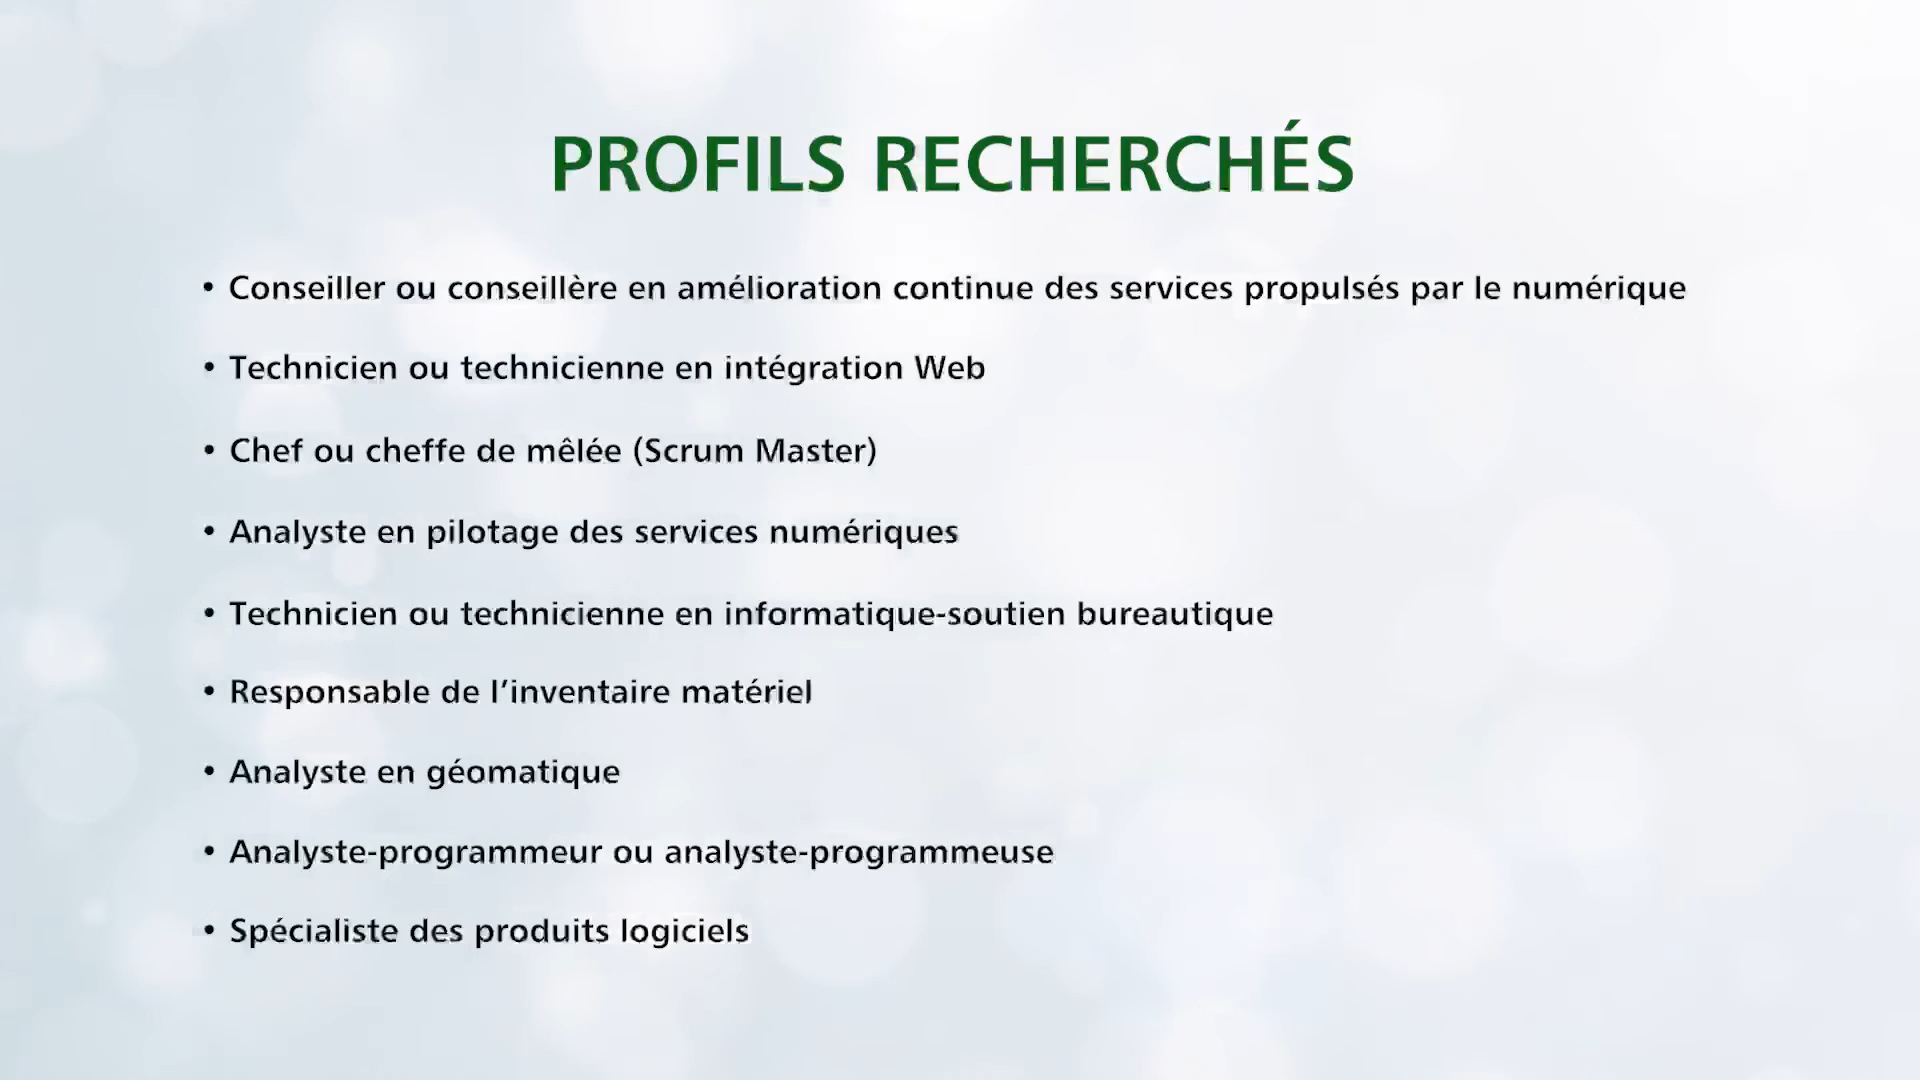 PROFILS RECHERCHÉS
• Conseiller ou conseillère en amélioration continue des services propulsés par le numérique
• Technicien ou technicienne en intégration Web
• Chef ou cheffe de mêlée (Scrum Master)
• Analyste en pilotage des services numériques
• Technicien ou technicienne en informatique-soutien bureautique
• Responsable de l’inventaire matériel
• Analyste en géomatique
• Analyste-programmeur ou analyste-programmeuse
• Spécialiste des produits logiciels